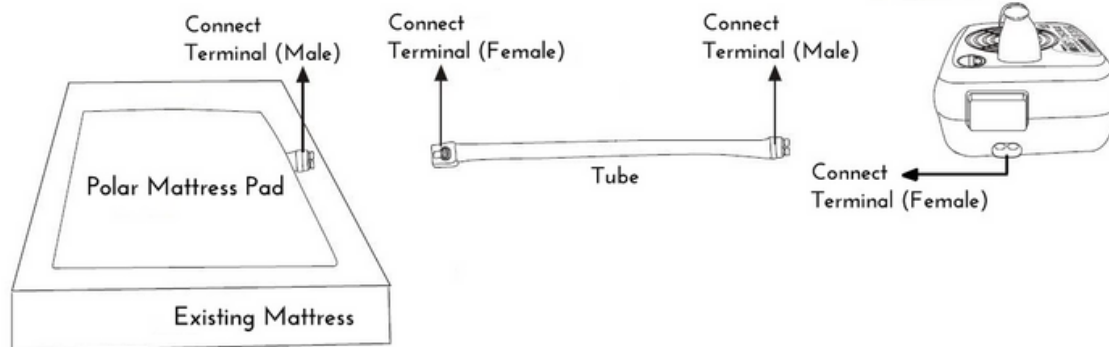 Connect
Terminal (Male)
Connect
Terminal (Female)
Connect
Terminal (Male)
Polar Mattress Pad
Tube
Connect
Terminal (Female)
Existing Mattress